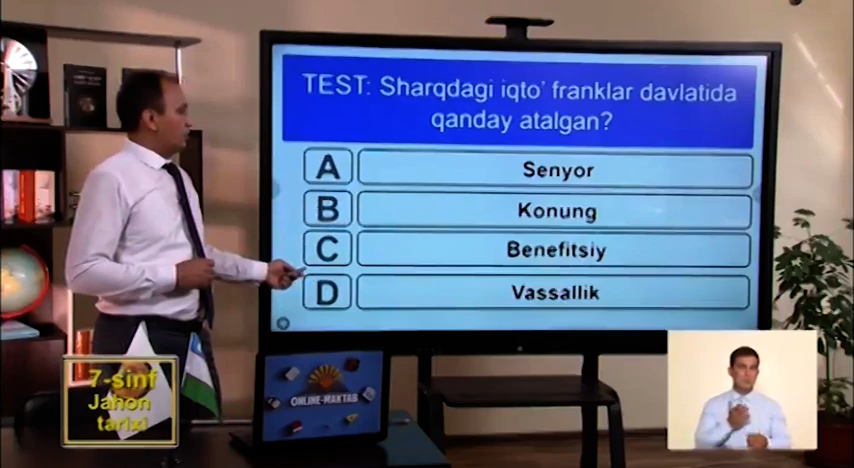 TEST: Sharqdagi iqto’ franklar davlatida
qanday atalgan?
A Senyor
B Konung
C Benefitsiy
D Vassallik
ONLINE-MAKTAB
7-sinf
Jahon
tarixi